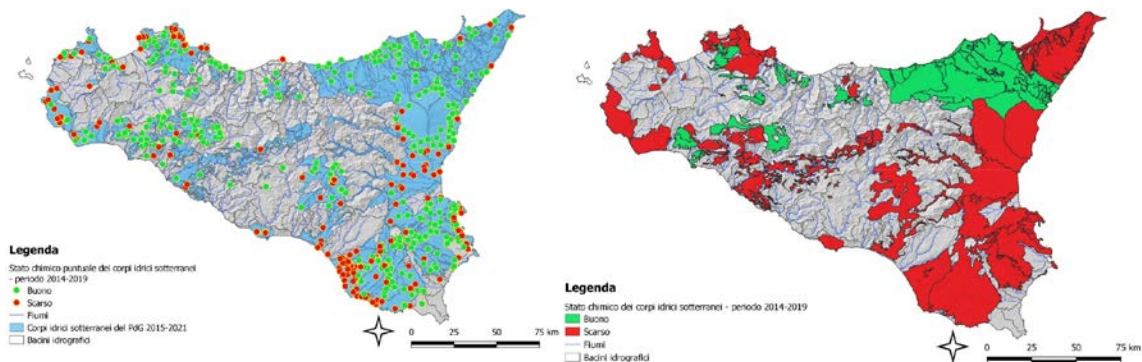 Legenda
Stato chimico puntuale dei corpi idrici sotterranei
- periodo 2014-2019
Buono
Scarso
Fiumi
Corpi idrici sotterranei del PdG 2015-2021
Bacini idrografici
0 25 50 75 km
Legenda
Stato chimico dei corpi idrici sotterranei - periodo 2014-2019
Buono
Scarso
Fiumi
Bacini idrografici
0 25 50 75 km